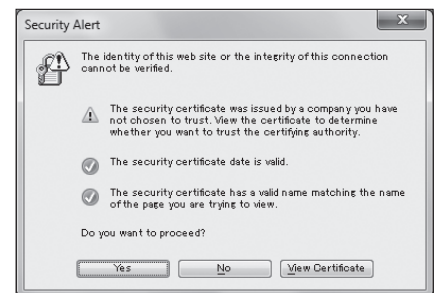 Security Alert
The identity of this web site or the integrity of this connection
cannot be verified.
The security certificate was issued by a company you have
not chosen to trust. View the certificate to determine
whether you want to trust the certifying authority.
The security certificate date is valid.
The security certificate has a valid name matching the name
of the page you are trying to view.
Do you want to proceed?
Yes No View Certificate